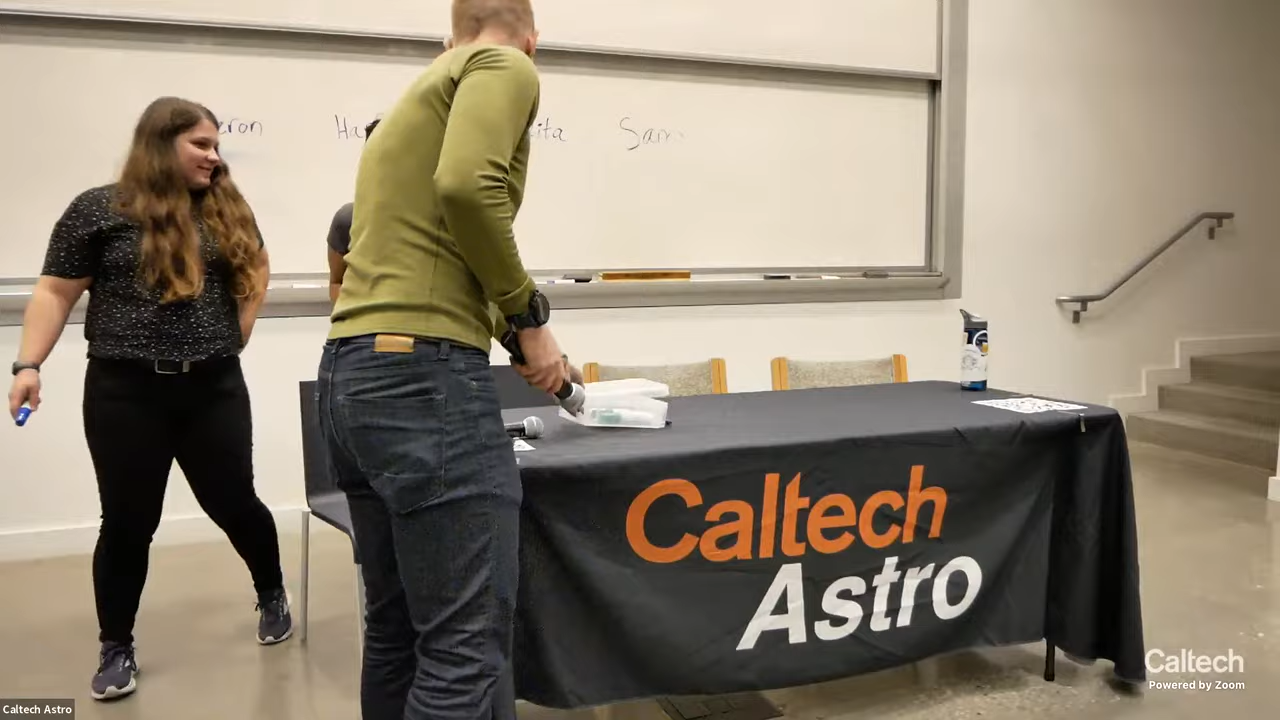 Sam
Caltech
Astro
Caltech
Powered by Zoom
Caltech Astro